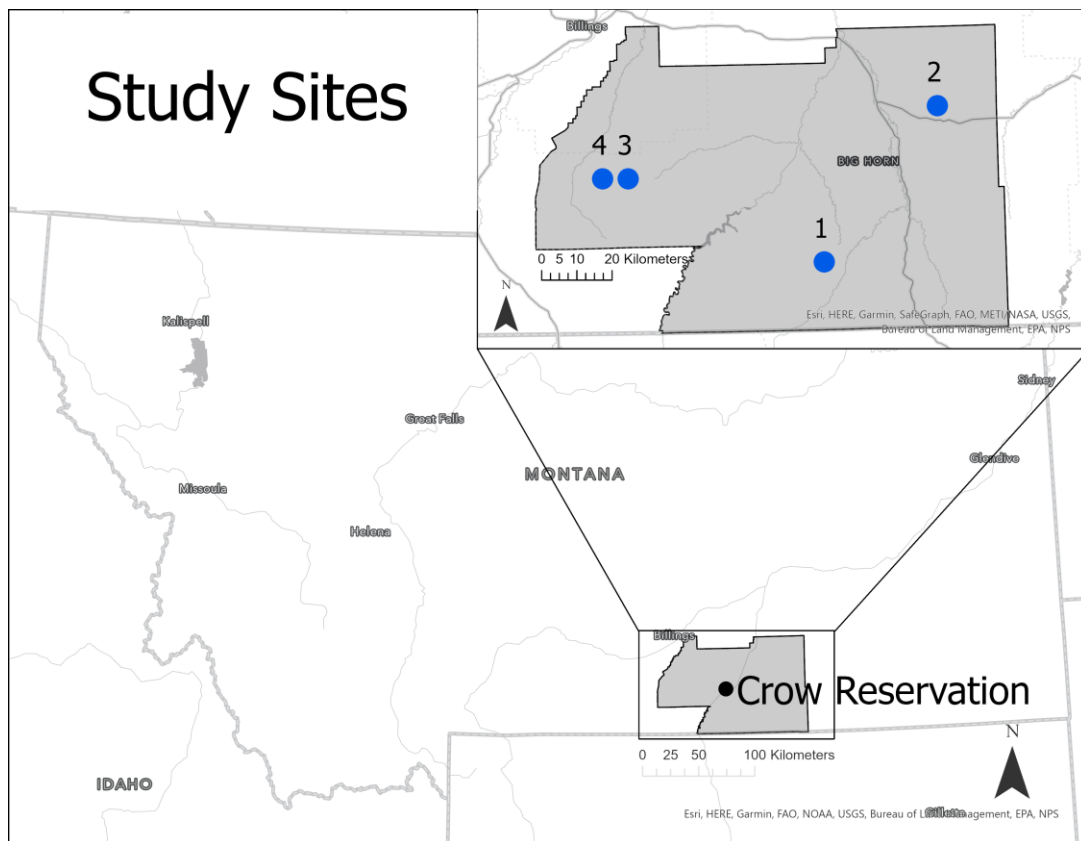 Study Sites
Billings
2
4 3
BIG HORN
1
0 5 10 20 Kilometers
N
Esri, HERE, Garmin, SafeGraph, FAO, METI/NASA, USGS,
Bureau of Land Management, EPA, NPS
Kalispell
Sidney
Great Falls
Glendive
MONTANA
Missoula
Helena
Billings
Crow Reservation
N
0 25 50 100 Kilometers
IDAHO
Gillette
Esri, HERE, Garmin, FAO, NOAA, USGS, Bureau of Land Management, EPA, NPS